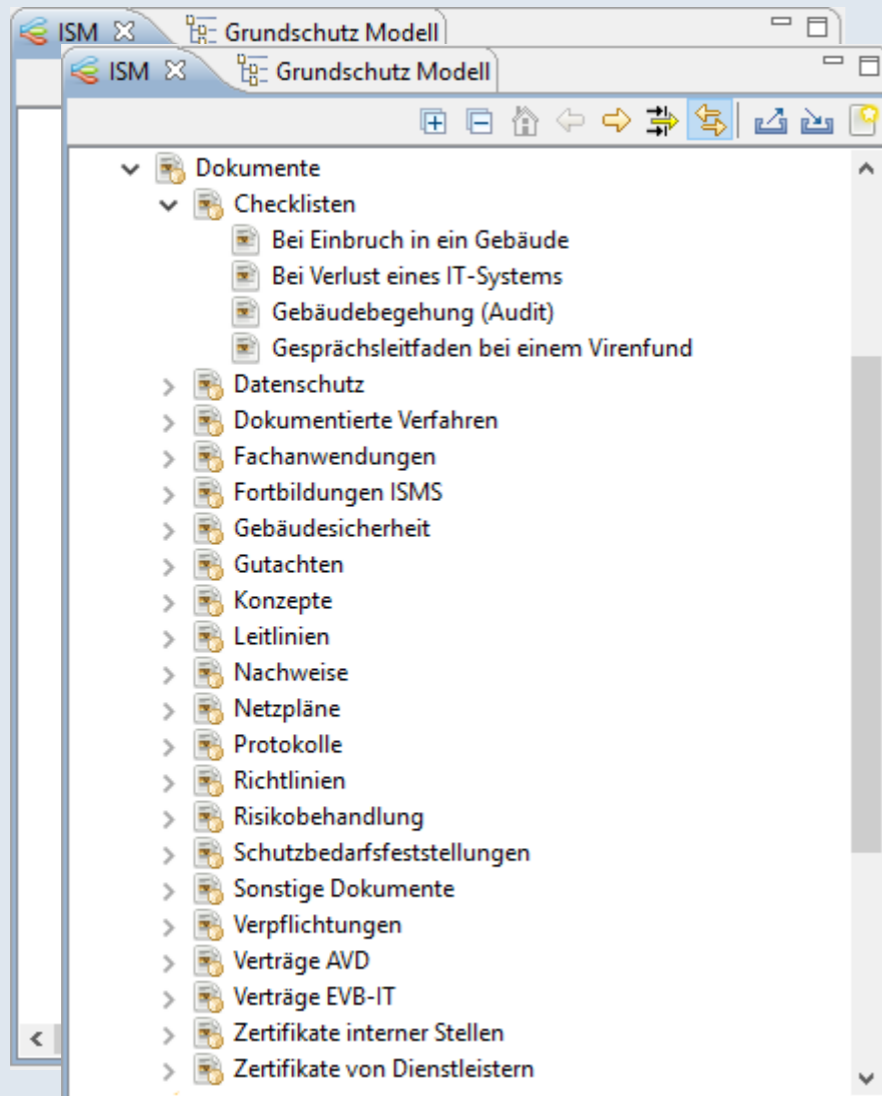 ISM Grundschutz Modell
ISM Grundschutz Modell
Dokumente
Checklisten
Bei Einbruch in ein Gebäude
Bei Verlust eines IT-Systems
Gebäudebegehung (Audit)
Gesprächsleitfaden bei einem Virenfund
Datenschutz
Dokumentierte Verfahren
Fachanwendungen
Fortbildungen ISMS
Gebäudesicherheit
Gutachten
Konzepte
Leitlinien
Nachweise
Netzpläne
Protokolle
Richtlinien
Risikobehandlung
Schutzbedarfsfeststellungen
Sonstige Dokumente
Verpflichtungen
Verträge AVD
Verträge EVB-IT
Zertifikate interner Stellen
Zertifikate von Dienstleistern